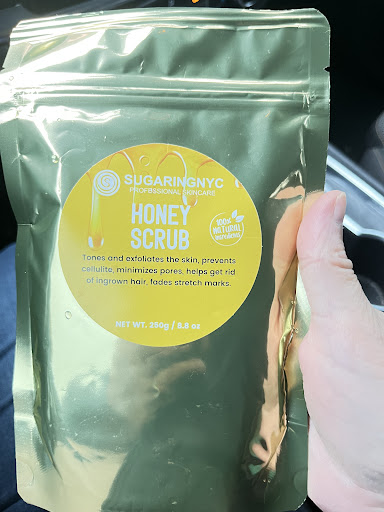 SUGARINGNYC
PROFESSIONAL SKINCARE
HONEY
SCRUB
100%
NATURAL
Tones and exfoliates the skin, prevents
cellulite, minimizes pores, helps get rid
of ingrown hair, fades stretch marks.
NET WT. 250g / 8.8 oz